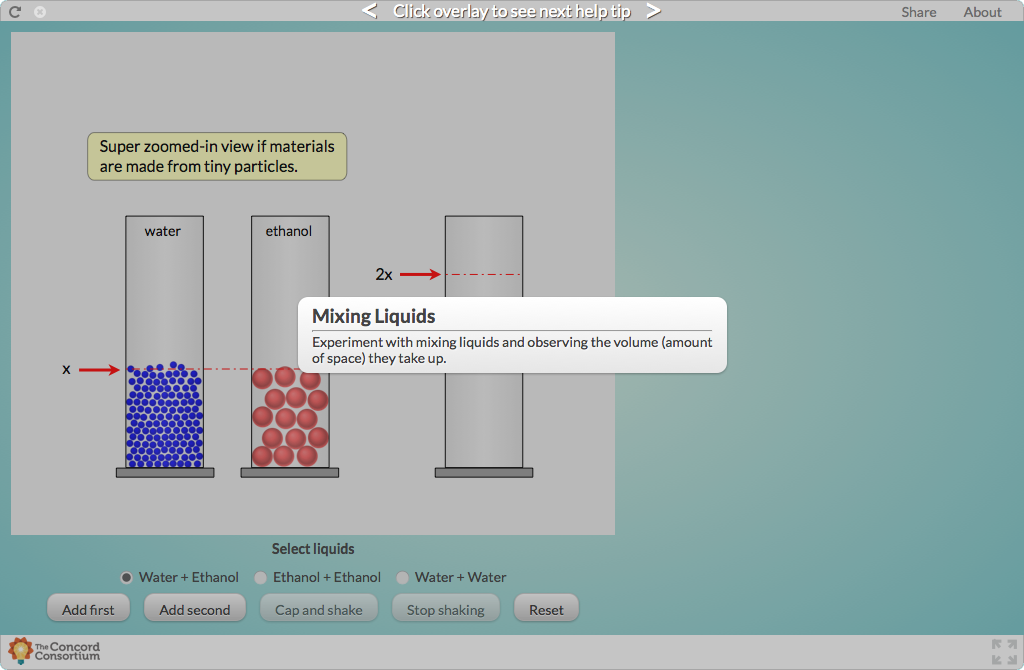 < Click overlay to see next help tip >
Share About
Super zoomed-in view if materials
are made from tiny particles.
water
ethanol
2x
x
Mixing Liquids
Experiment with mixing liquids and observing the volume (amount
of space) they take up.
Select liquids
Water + Ethanol Ethanol + Ethanol Water + Water
Add first Add second Cap and shake Stop shaking Reset
The Concord
Consortium